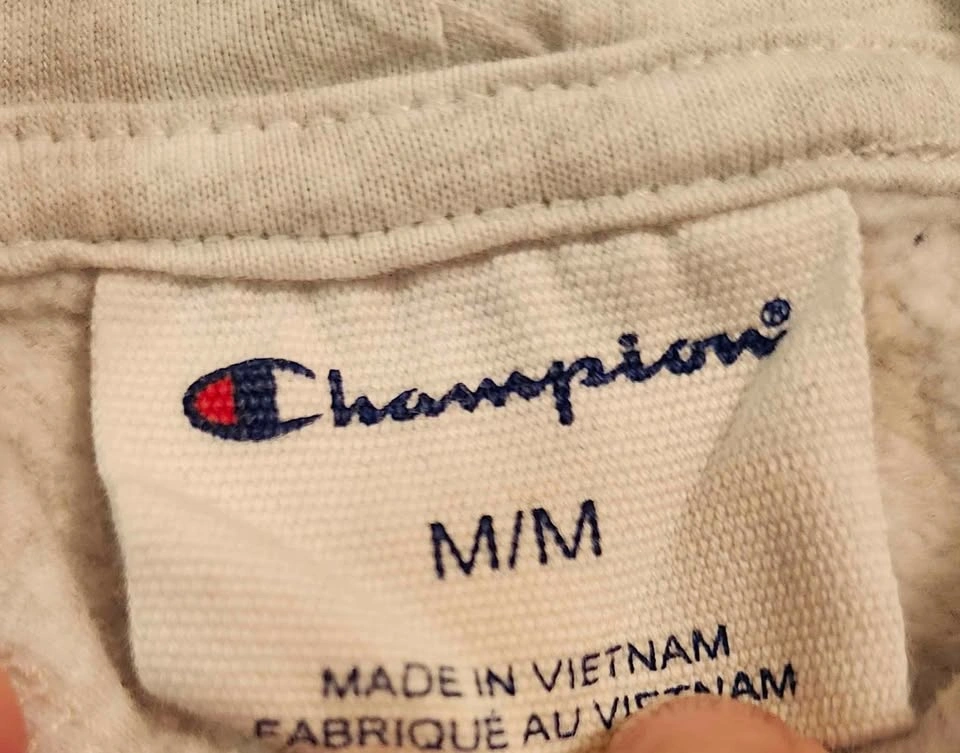 Champion®
M/M
MADE IN VIETNAM
FABRIQUÉ AU VIETNAM